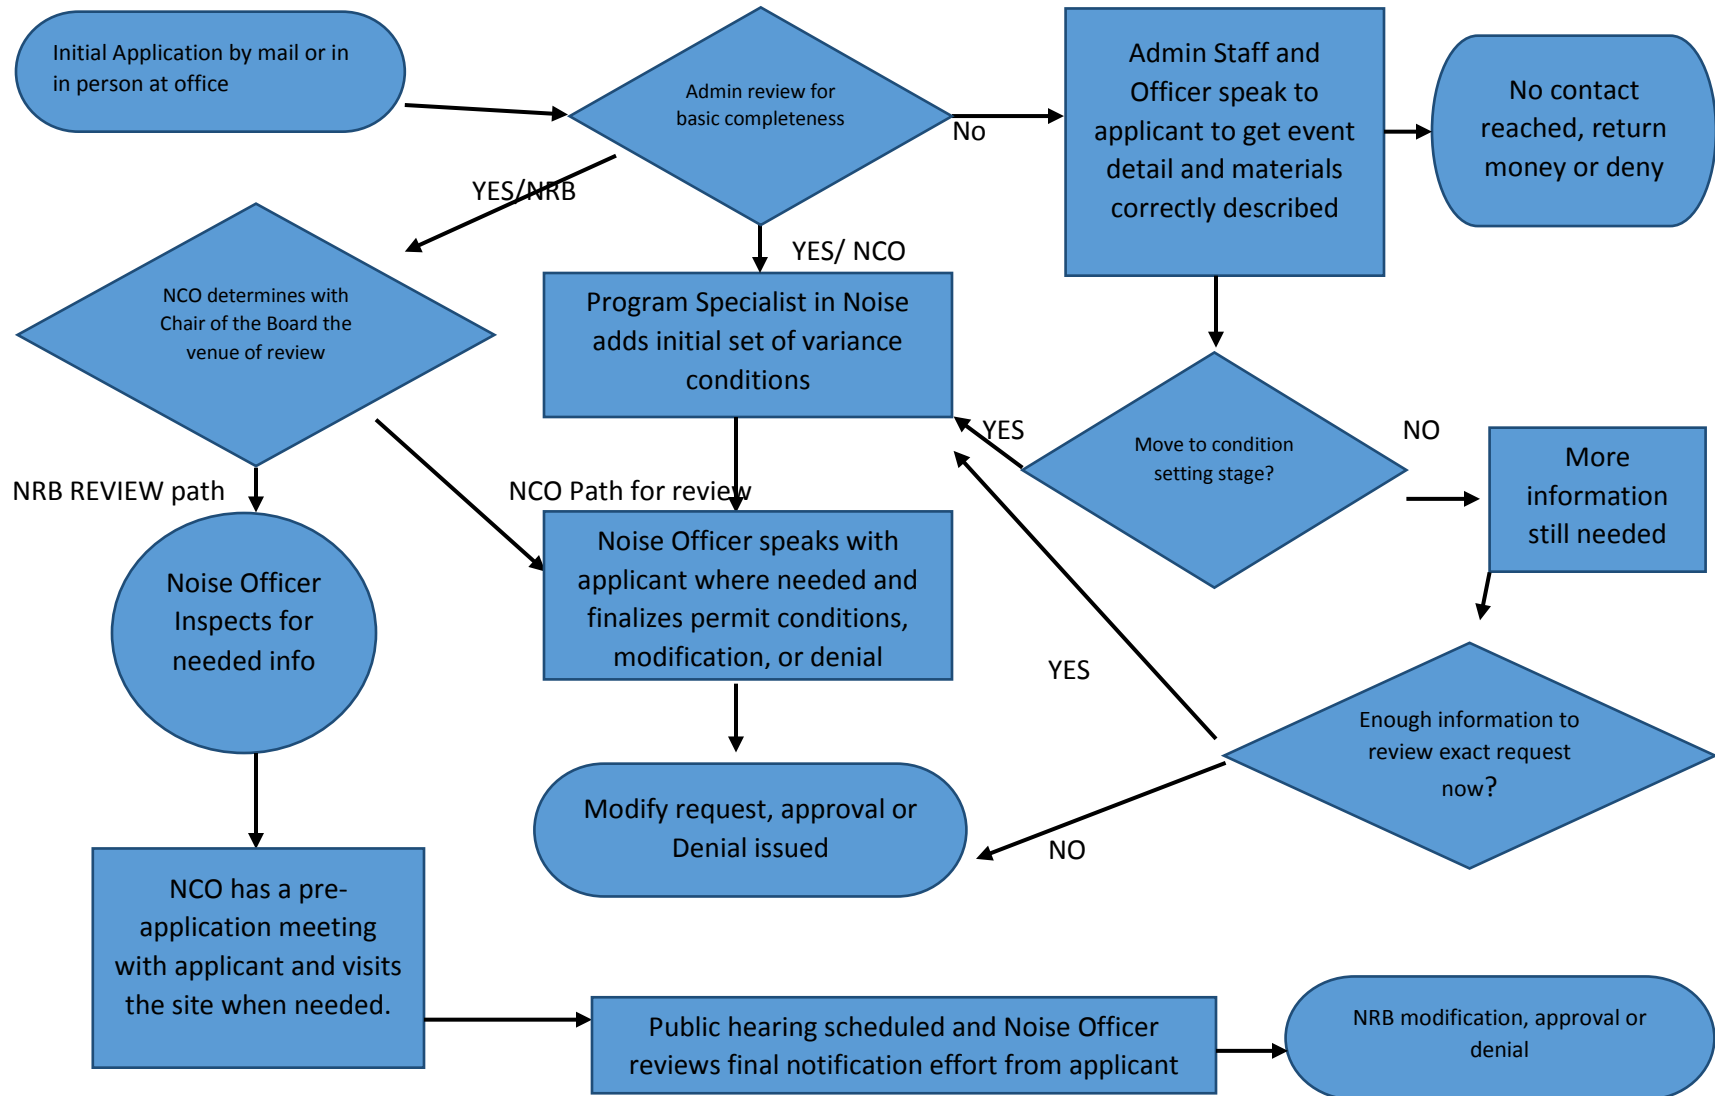 Initial Application by mail or in
in person at office
Admin review for
basic completeness
No
Admin Staff and
Officer speak to
applicant to get event
detail and materials
correctly described
No contact
reached, return
money or deny
YES/NRB
YES/ NCO
NCO determines with
Chair of the Board the
venue of review
Program Specialist in Noise
adds initial set of variance
conditions
YES
Move to condition
setting stage?
NO
More
information
still needed
NRB REVIEW path
NCO Path for review
Noise Officer
Inspects for
needed info
Noise Officer speaks with
applicant where needed and
finalizes permit conditions,
modification, or denial
YES
Enough information to
review exact request
now?
NO
Modify request, approval or
Denial issued
NCO has a pre-
application meeting
with applicant and visits
the site when needed.
Public hearing scheduled and Noise Officer
reviews final notification effort from applicant
NRB modification, approval or
denial